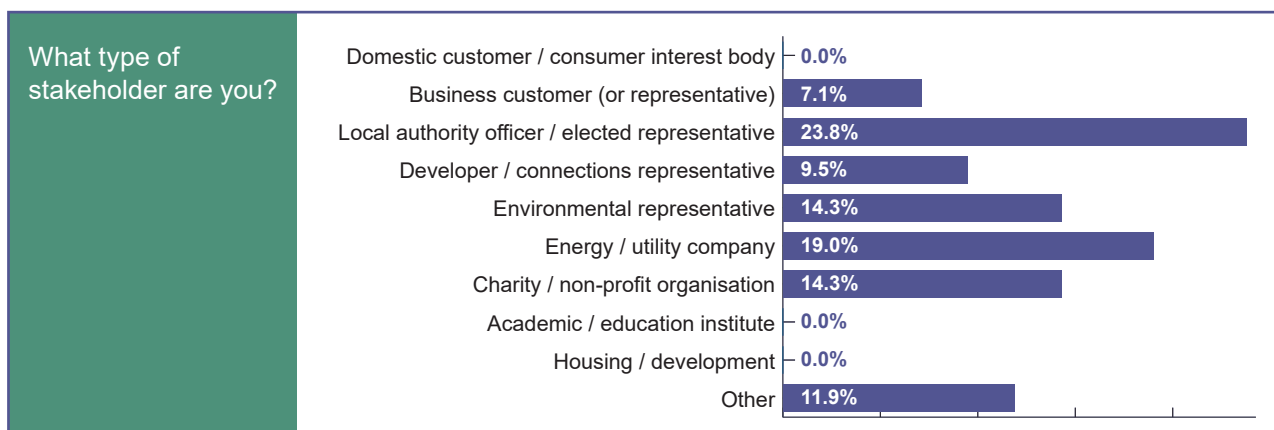 What type of
stakeholder are you?
Domestic customer / consumer interest body 0.0%
Business customer (or representative) 7.1%
Local authority officer / elected representative 23.8%
Developer / connections representative 9.5%
Environmental representative 14.3%
Energy / utility company 19.0%
Charity / non-profit organisation 14.3%
Academic / education institute 0.0%
Housing / development 0.0%
Other 11.9%